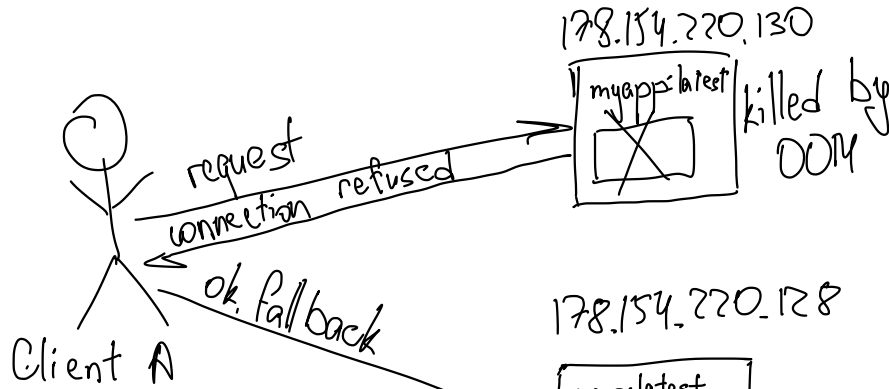 178.154.220.130
myapp:latest
killed by
OOM
request
connection refused
ok, fallback
178.154.220.128
Client A